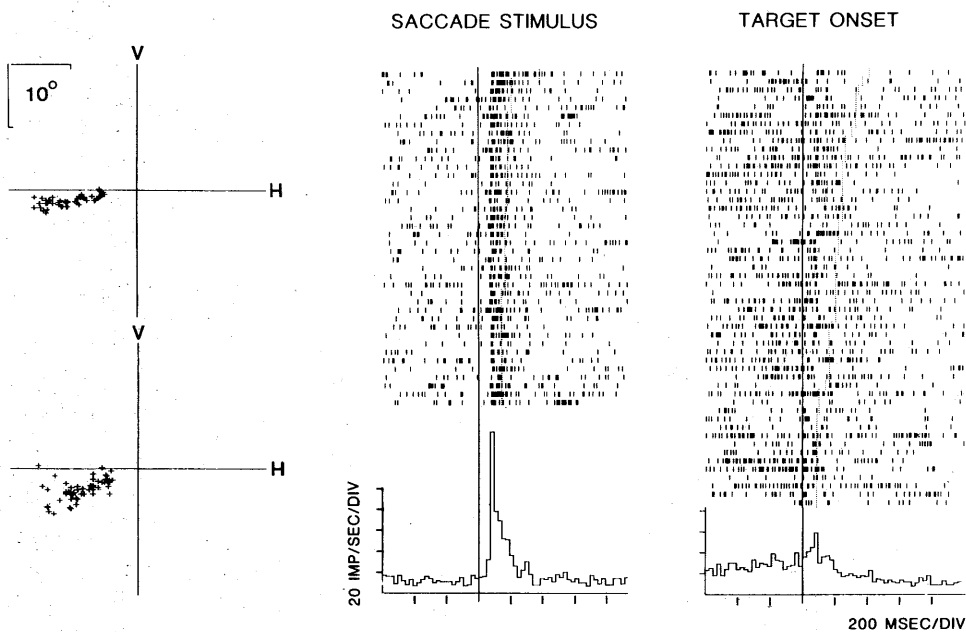 SACCADE STIMULUS
TARGET ONSET
V
10°
H
V
H
20 IMP/SEC/DIV
200 MSEC/DIV